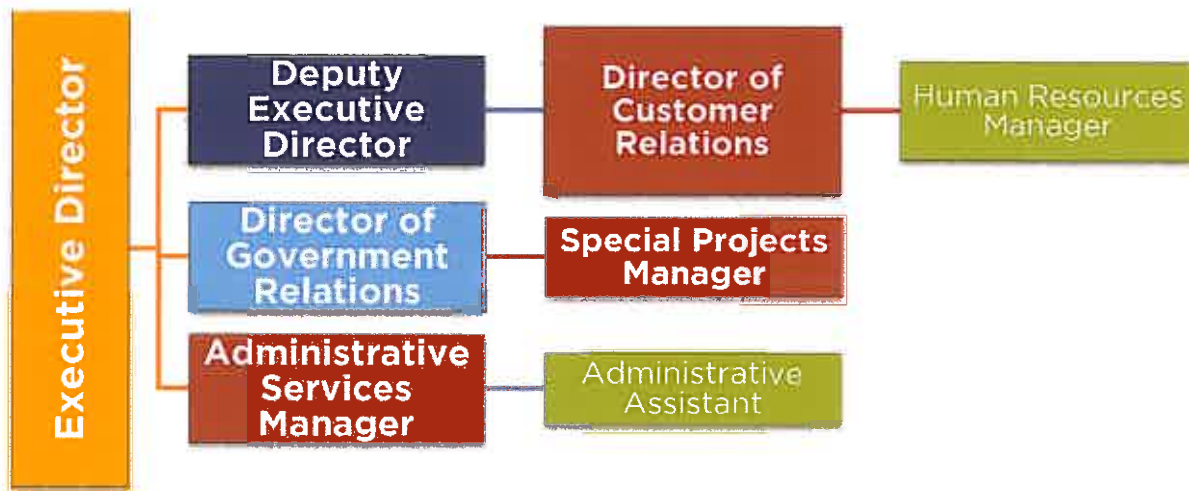 Executive Director
Deputy
Executive
Director
Director of
Customer
Relations
Human Resources
Manager
Director of
Government
Relations
Special Projects
Manager
Administrative
Services
Manager
Administrative
Assistant